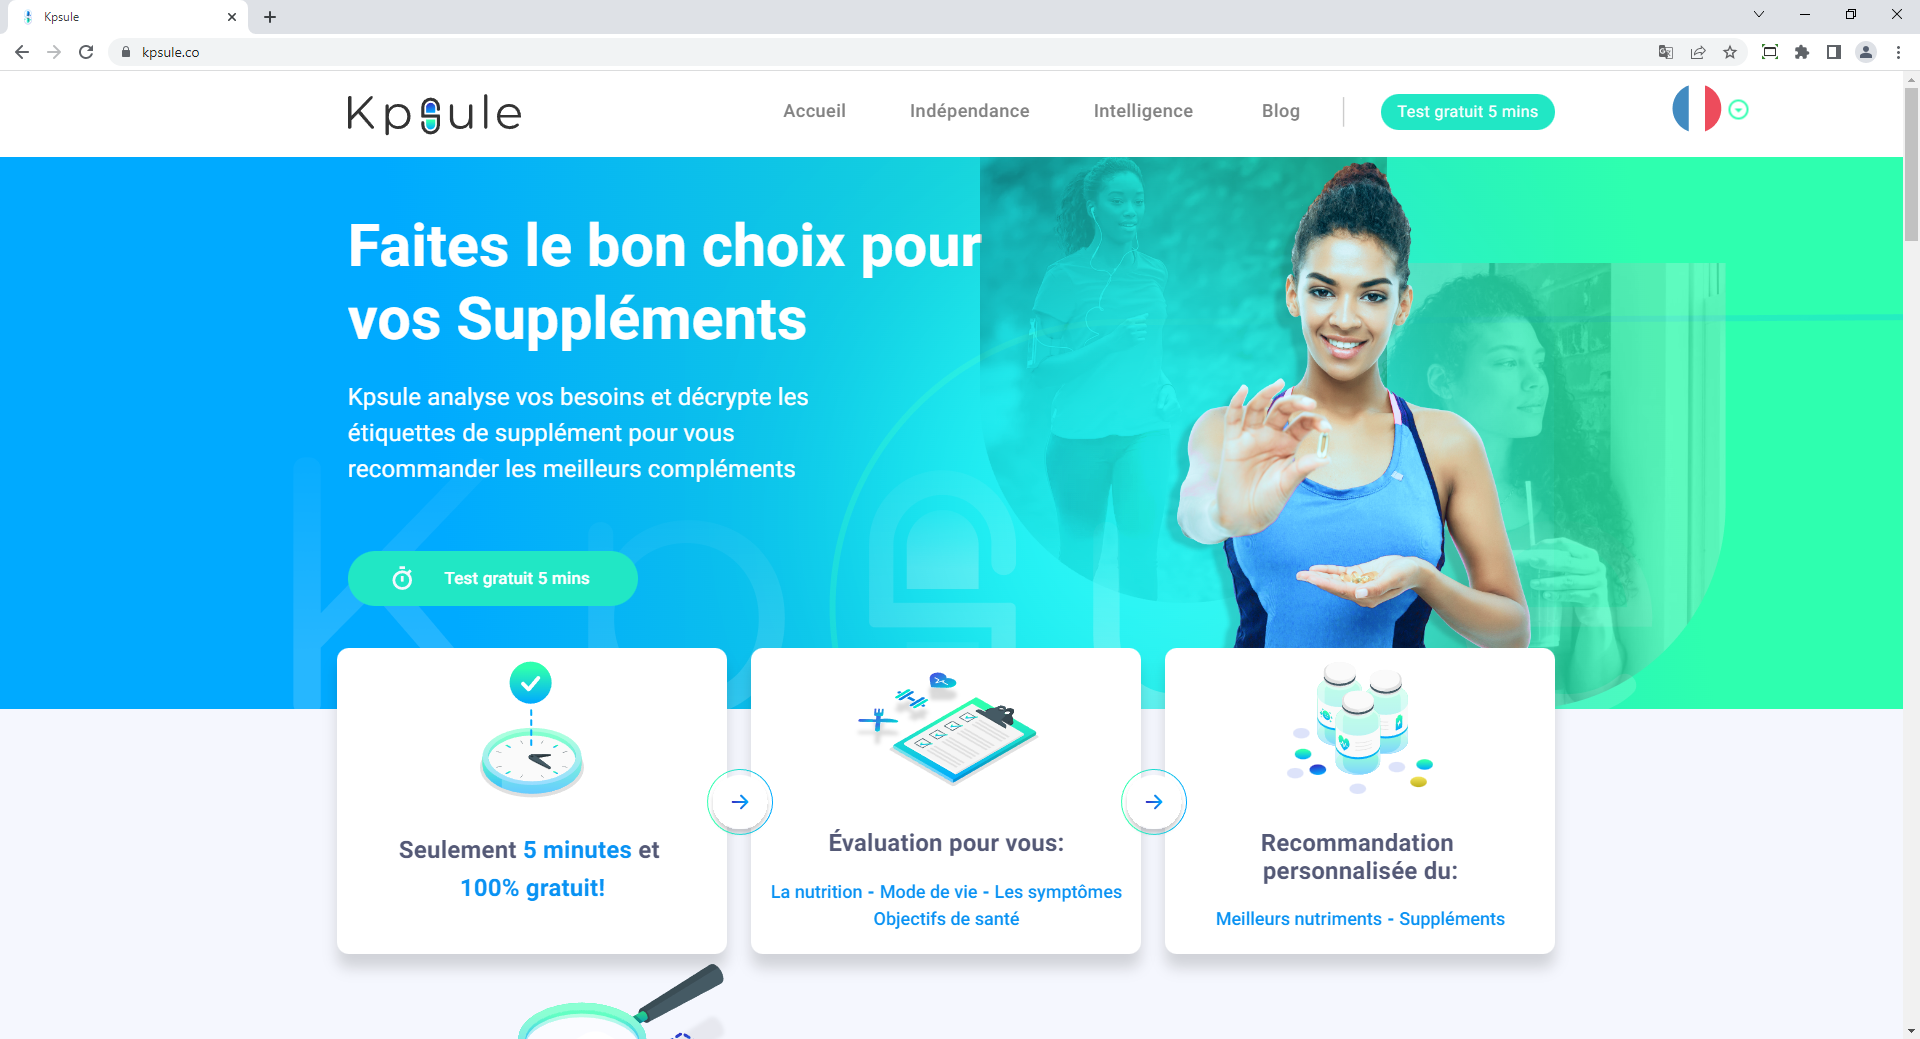 Kpsule
kpsule.co
Kpsule
Accueil
Indépendance
Intelligence
Blog
Test gratuit 5 mins
Faites le bon choix pour
vos Suppléments
Kpsule analyse vos besoins et décrypte les
étiquettes de supplément pour vous
recommander les meilleurs compléments
Test gratuit 5 mins
Seulement 5 minutes et
100% gratuit!
Évaluation pour vous:
La nutrition - Mode de vie - Les symptômes
Objectifs de santé
Recommandation
personnalisée du:
Meilleurs nutriments - Suppléments